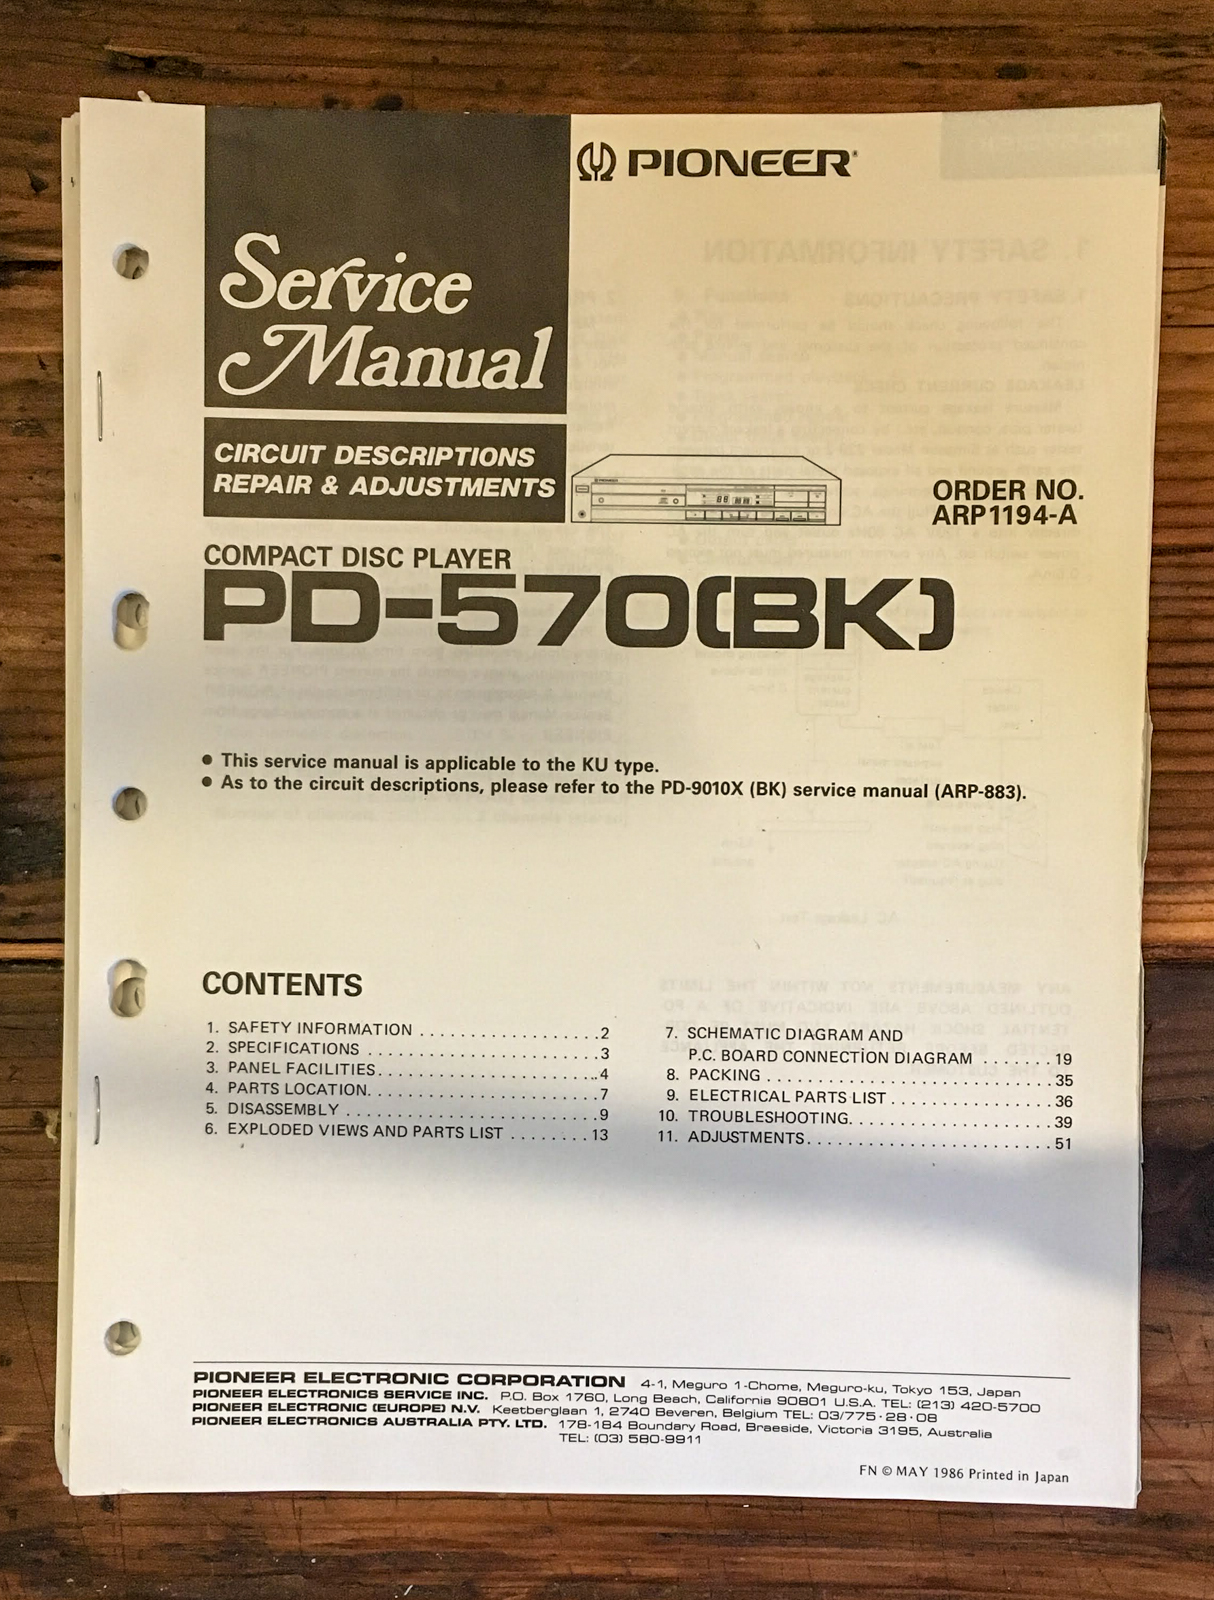 PIONEER®
Service
Manual
CIRCUIT DESCRIPTIONS
REPAIR & ADJUSTMENTS
ORDER NO.
ARP1194-A
COMPACT DISC PLAYER
PD-570(BK)
● This service manual is applicable to the KU type.
● As to the circuit descriptions, please refer to the PD-9010X (BK) service manual (ARP-883).
CONTENTS
1. SAFETY INFORMATION . . . . . . . . . . . . . . . . . . . 2
2. SPECIFICATIONS . . . . . . . . . . . . . . . . . . . . . . . . 3
3. PANEL FACILITIES. . . . . . . . . . . . . . . . . . . . . . . 4
4. PARTS LOCATION. . . . . . . . . . . . . . . . . . . . . . . . 7
5. DISASSEMBLY . . . . . . . . . . . . . . . . . . . . . . . . . . 9
6. EXPLODED VIEWS AND PARTS LIST . . . . . . . . 13
7. SCHEMATIC DIAGRAM AND
P.C. BOARD CONNECTION DIAGRAM . . . . . . . 19
8. PACKING . . . . . . . . . . . . . . . . . . . . . . . . . . . . 35
9. ELECTRICAL PARTS LIST . . . . . . . . . . . . . . . . 36
10. TROUBLESHOOTING. . . . . . . . . . . . . . . . . . . . 39
11. ADJUSTMENTS. . . . . . . . . . . . . . . . . . . . . . . . 51
PIONEER ELECTRONIC CORPORATION 4-1, Meguro 1-Chome, Meguro-ku, Tokyo 153, Japan
PIONEER ELECTRONICS SERVICE INC. P.O. Box 1760, Long Beach, California 90801 U.S.A. TEL: (213) 420-5700
PIONEER ELECTRONIC (EUROPE) N.V. Keetberglaan 1, 2740 Beveren, Belgium TEL: 03/775·28·08
PIONEER ELECTRONICS AUSTRALIA PTY. LTD. 178-184 Boundary Road, Braeside, Victoria 3195, Australia
TEL: (03) 580-9911
FN © MAY 1986 Printed in Japan